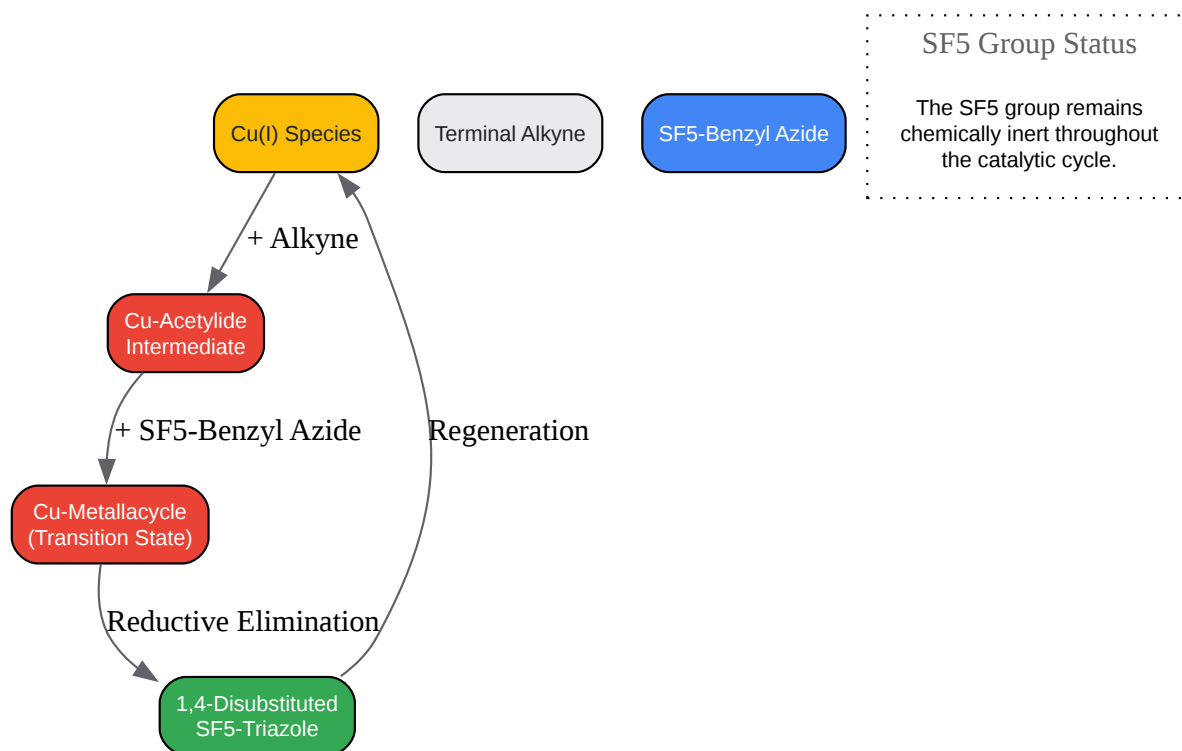 SF5 Group Status
The SF5 group remains
chemically inert throughout
the catalytic cycle.
Cu(I) Species
Terminal Alkyne
SF5-Benzyl Azide
+ Alkyne
Cu-Acetylide
Intermediate
+ SF5-Benzyl Azide
Regeneration
Cu-Metallacycle
(Transition State)
Reductive Elimination
1,4-Disubstituted
SF5-Triazole